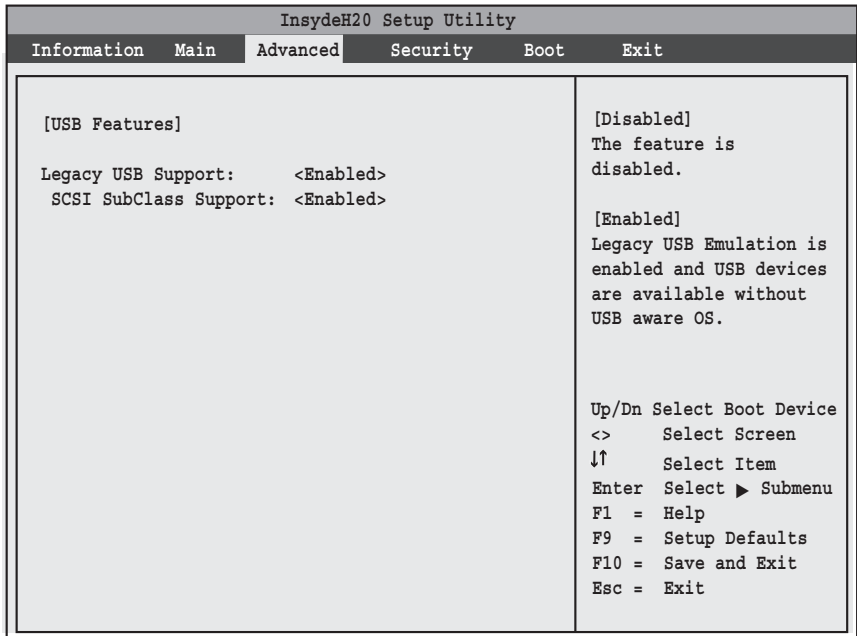 InsydeH20 Setup Utility
Information Main Advanced Security Boot Exit
[USB Features]
Legacy USB Support: <Enabled>
SCSI SubClass Support: <Enabled>
[Disabled]
The feature is
disabled.
[Enabled]
Legacy USB Emulation is
enabled and USB devices
are available without
USB aware OS.
Up/Dn Select Boot Device
<> Select Screen
↓↑ Select Item
Enter Select ▶ Submenu
F1 = Help
F9 = Setup Defaults
F10 = Save and Exit
Esc = Exit